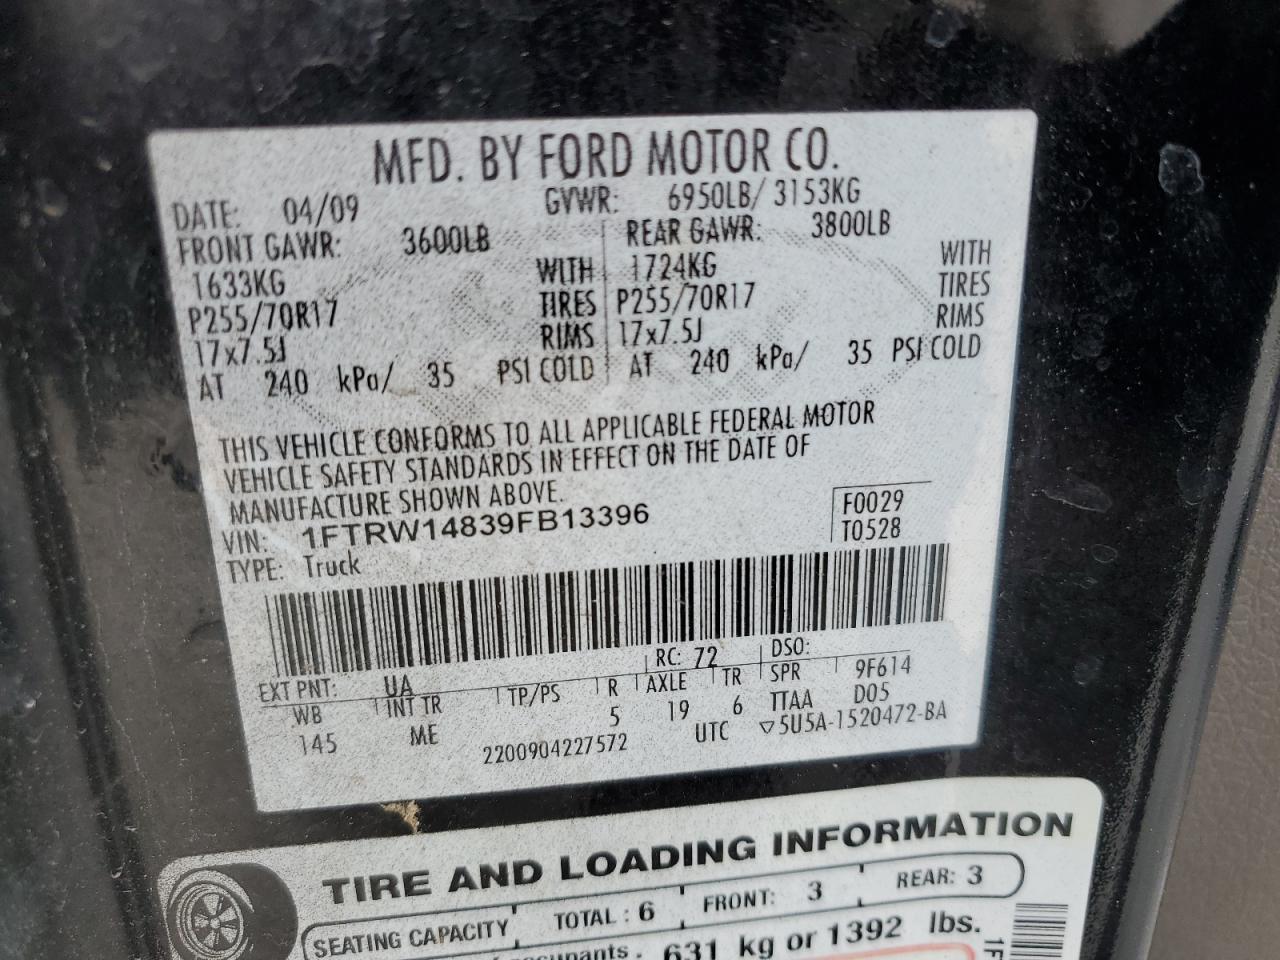 MFD. BY FORD MOTOR CO.
DATE: 04/09 GVWR: 6950LB/ 3153KG
FRONT GAWR: 3600LB REAR GAWR: 3800LB
1633KG WITH 1724KG WITH
P255/70R17 TIRES P255/70R17 TIRES
17x7.5J RIMS 17x7.5J RIMS
AT 240 kPa/ 35 PSI COLD AT 240 kPa/ 35 PSI COLD
THIS VEHICLE CONFORMS TO ALL APPLICABLE FEDERAL MOTOR
VEHICLE SAFETY STANDARDS IN EFFECT ON THE DATE OF
MANUFACTURE SHOWN ABOVE.
VIN: 1FTRW14839FB13396 F0029
TYPE: Truck T0528
EXT PNT: UA RC: 72 DSO:
WB INT TR TP/PS R AXLE TR SPR 9F614
145 ME 5 19 6 TTAA D05
2200904227572 UTC ▽5U5A-1520472-BA
TIRE AND LOADING INFORMATION
SEATING CAPACITY TOTAL : 6 FRONT: 3 REAR: 3
631 kg or 1392 lbs.
1F